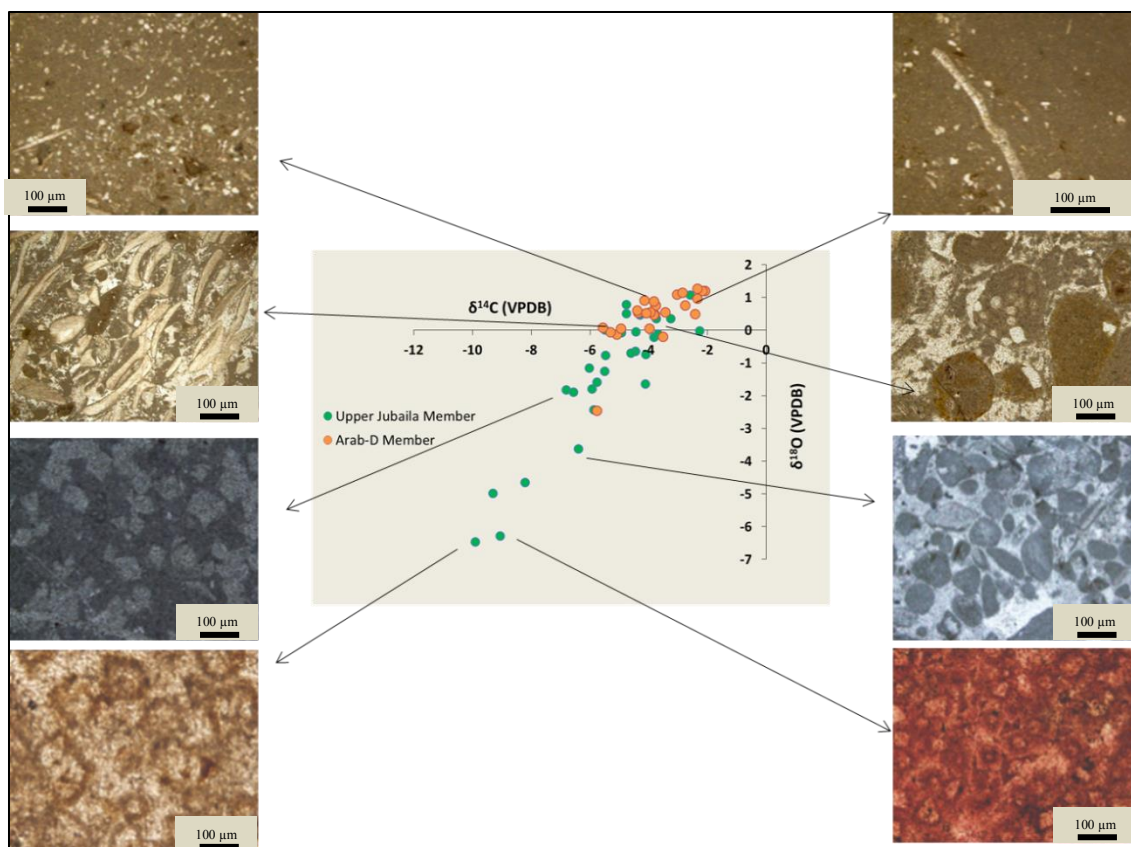 100 µm
100 µm
100 µm
100 µm
100 µm
100 µm
100 µm
100 µm
δ¹⁴C (VPDB)
δ¹⁸O (VPDB)
2
1
0
-1
-2
-3
-4
-5
-6
-7
-12
-10
-8
-6
-4
-2
0
Upper Jubaila Member
Arab-D Member